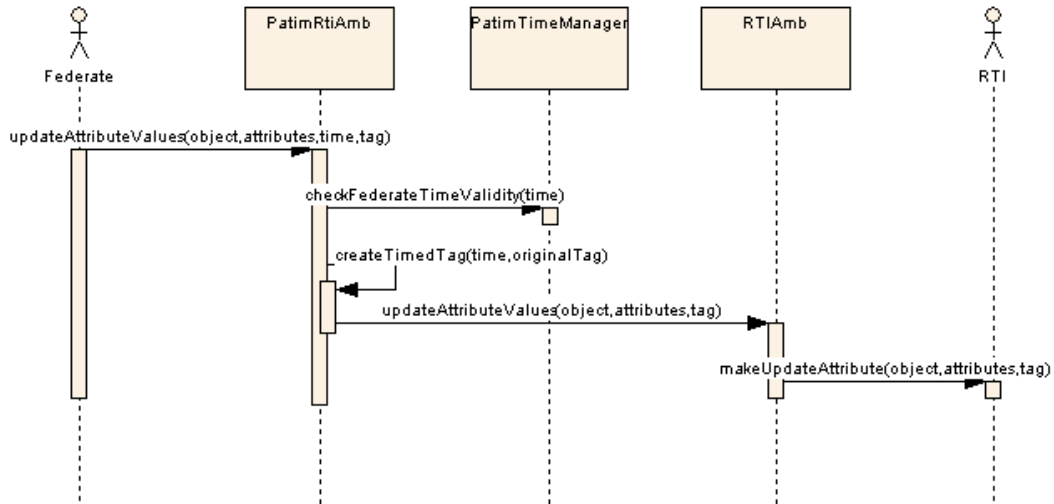 PatimRtiAmb
PatimTimeManager
RTIAmb
Federate
RTI
updateAttributeValues(object,attributes,time,tag)
checkFederateTimeValidity(time)
createTimedTag(time,originalTag)
updateAttributeValues(object,attributes,tag)
makeUpdateAttribute(object,attributes,tag)